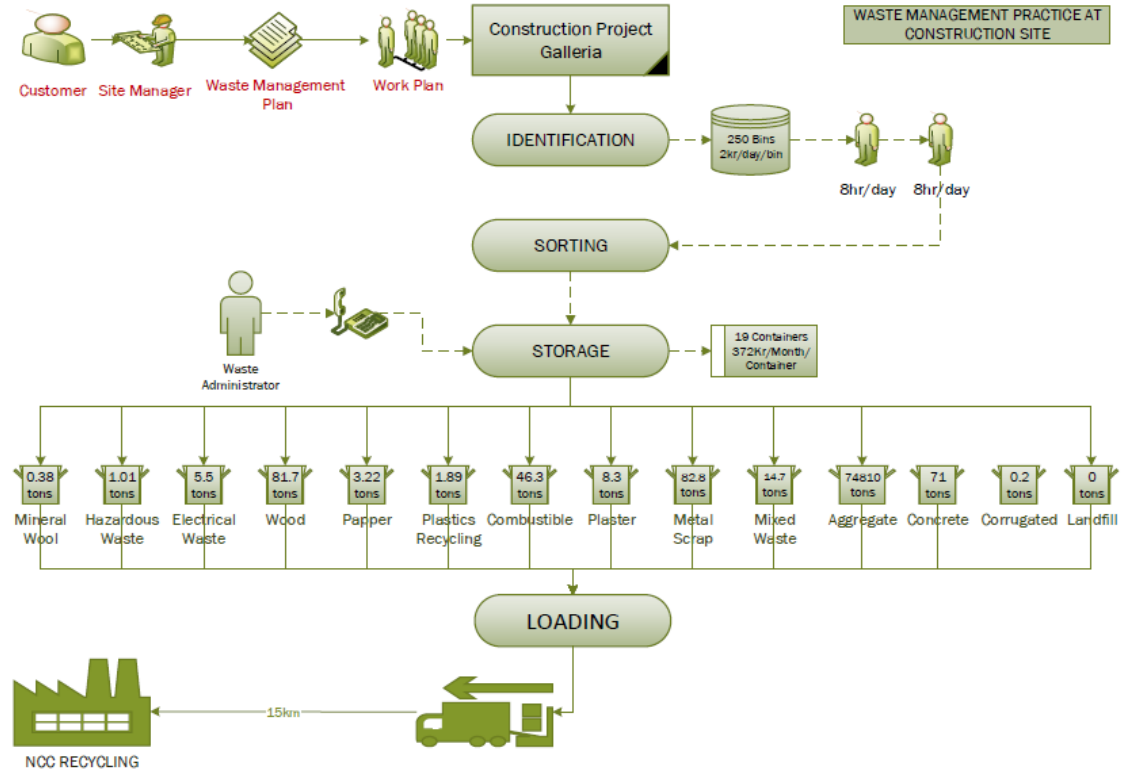 WASTE MANAGEMENT PRACTICE AT
CONSTRUCTION SITE
Customer
Site Manager
Waste Management
Plan
Work Plan
Construction Project
Galleria
IDENTIFICATION
250 Bins
2kr/day/bin
8hr/day
8hr/day
SORTING
Waste
Administrator
STORAGE
19 Containers
372Kr/Month/
Container
0.38
tons
Mineral
Wool
1.01
tons
Hazardous
Waste
5.5
tons
Electrical
Waste
81.7
tons
Wood
3.22
tons
Papper
1.89
tons
Plastics
Recycling
46.3
tons
Combustible
8.3
tons
Plaster
82.8
tons
Metal
Scrap
14.7
tons
Mixed
Waste
74810
tons
Aggregate
71
tons
Concrete
0.2
tons
Corrugated
0
tons
Landfill
LOADING
15km
NCC RECYCLING